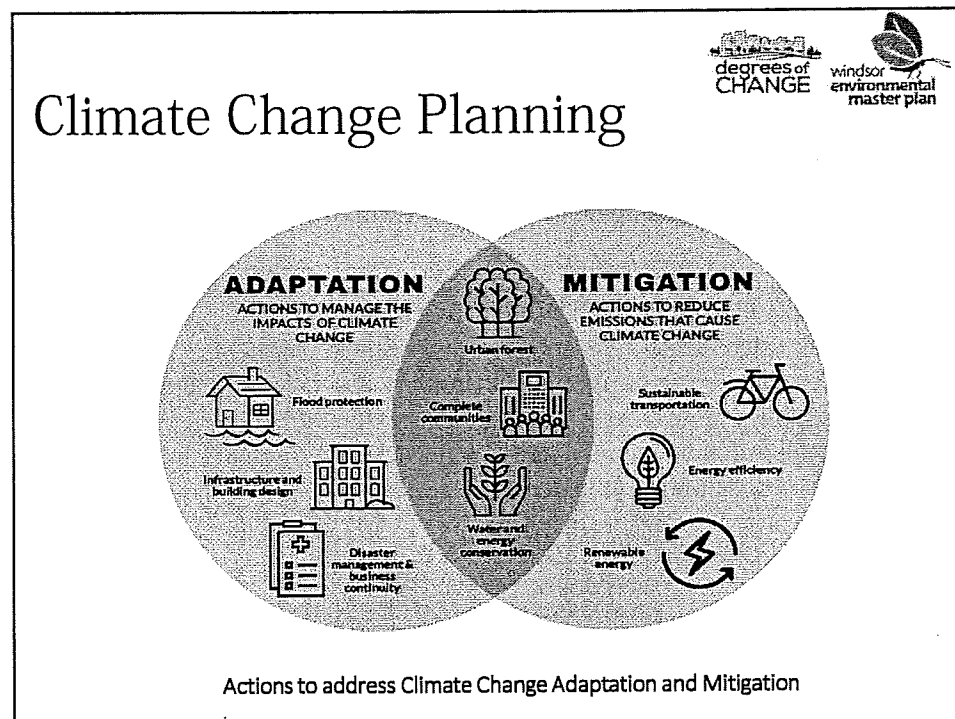 degrees of
CHANGE
windsor
environmental
master plan
Climate Change Planning
ADAPTATION
ACTIONS TO MANAGE THE
IMPACTS OF CLIMATE
CHANGE
Flood protection
Infrastructure and
building design
Disaster
management &
business
continuity
Urban forest
Complete
communities
Water and
energy
conservation
MITIGATION
ACTIONS TO REDUCE
EMISSIONS THAT CAUSE
CLIMATE CHANGE
Sustainable
transportation
Energy efficiency
Renewable
energy
Actions to address Climate Change Adaptation and Mitigation